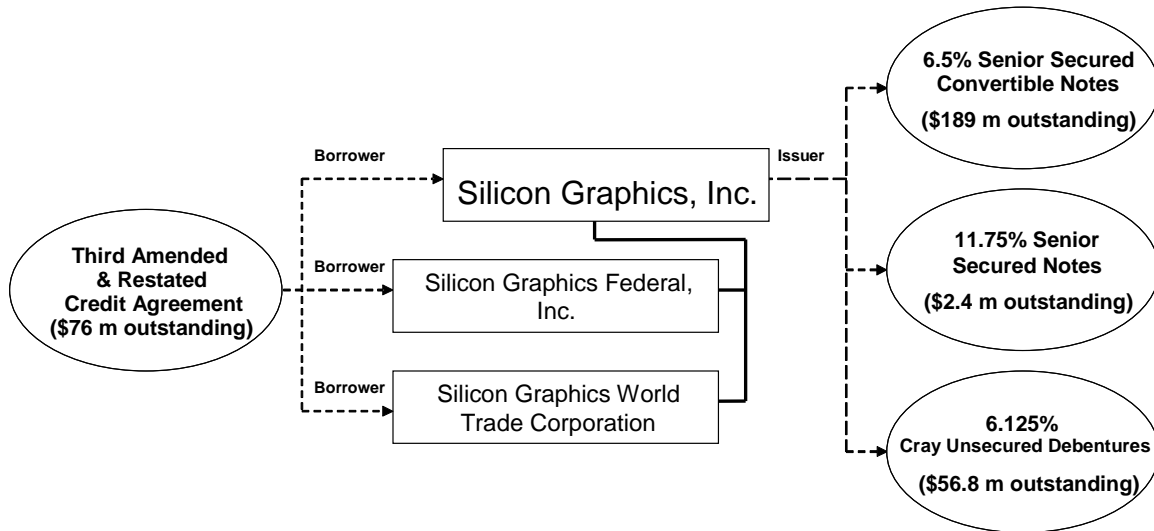 Third Amended
& Restated
Credit Agreement
($76 m outstanding)
Borrower
Borrower
Borrower
Silicon Graphics, Inc.
Silicon Graphics Federal,
Inc.
Silicon Graphics World
Trade Corporation
Issuer
6.5% Senior Secured
Convertible Notes
($189 m outstanding)
11.75% Senior
Secured Notes
($2.4 m outstanding)
6.125%
Cray Unsecured Debentures
($56.8 m outstanding)